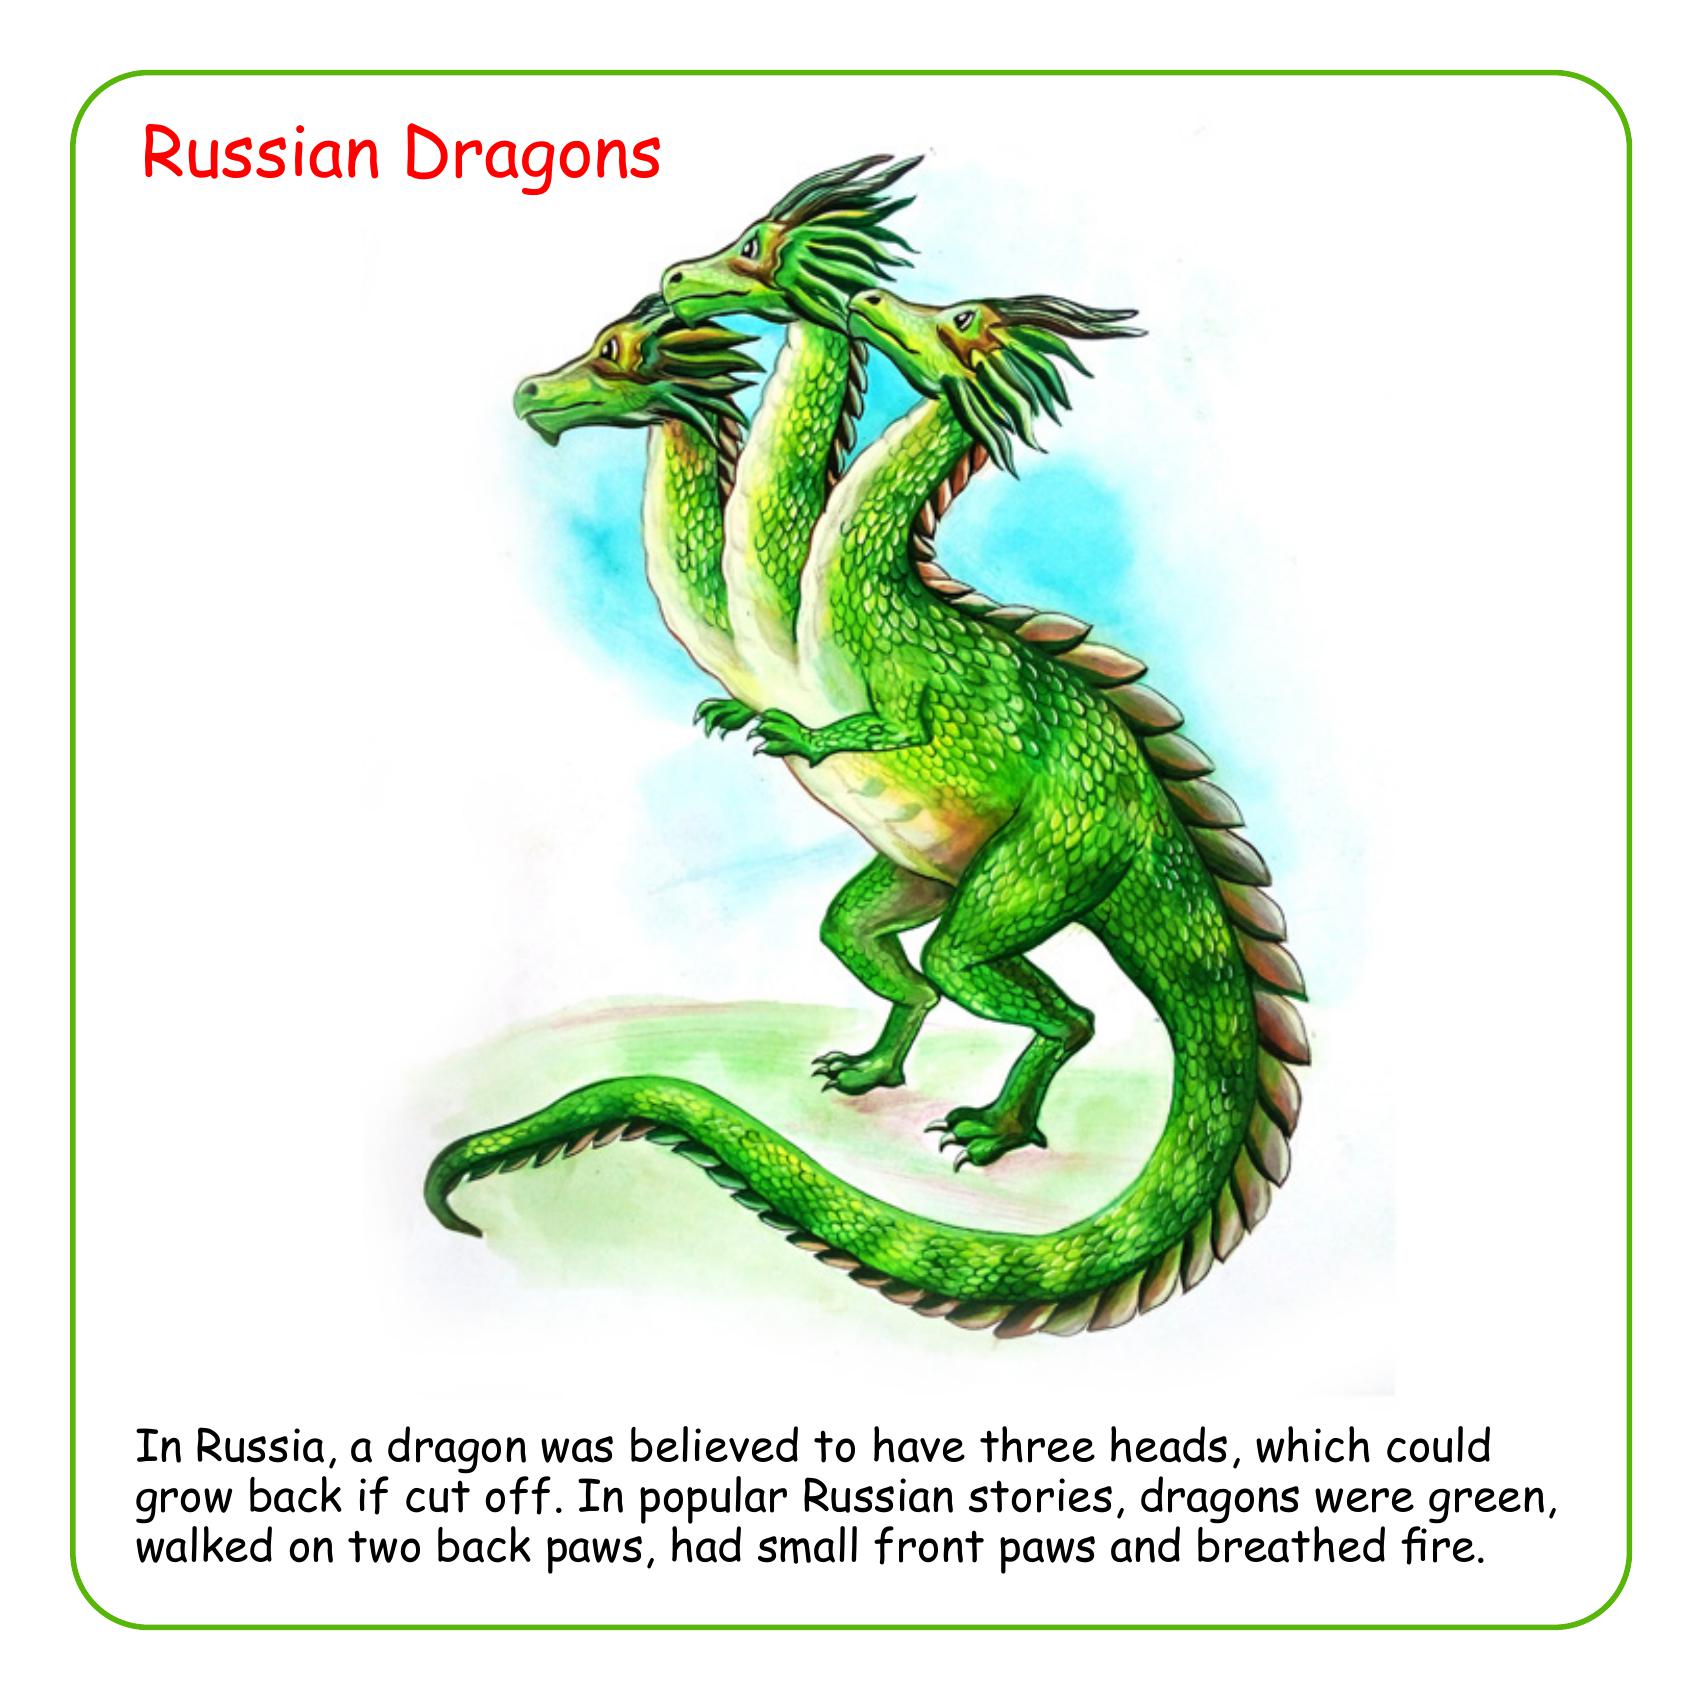 Russian Dragons
In Russia, a dragon was believed to have three heads, which could
grow back if cut off. In popular Russian stories, dragons were green,
walked on two back paws, had small front paws and breathed fire.